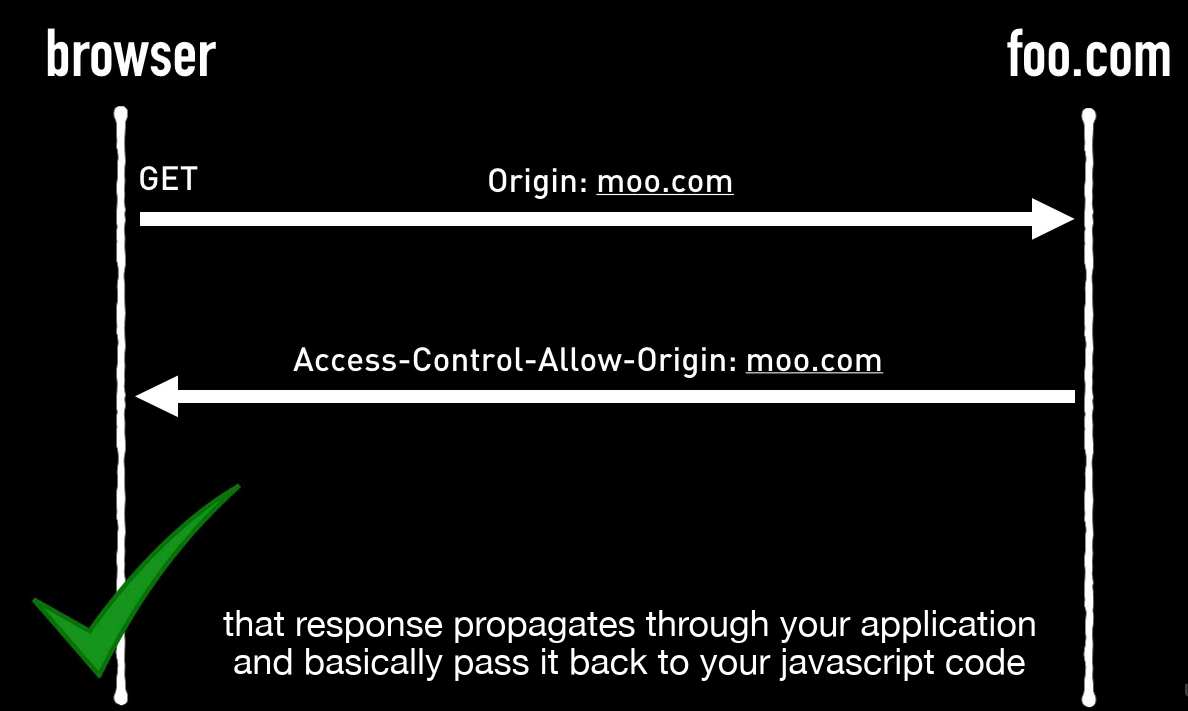 browser
foo.com
GET
Origin: moo.com
Access-Control-Allow-Origin: moo.com
that response propagates through your application
and basically pass it back to your javascript code